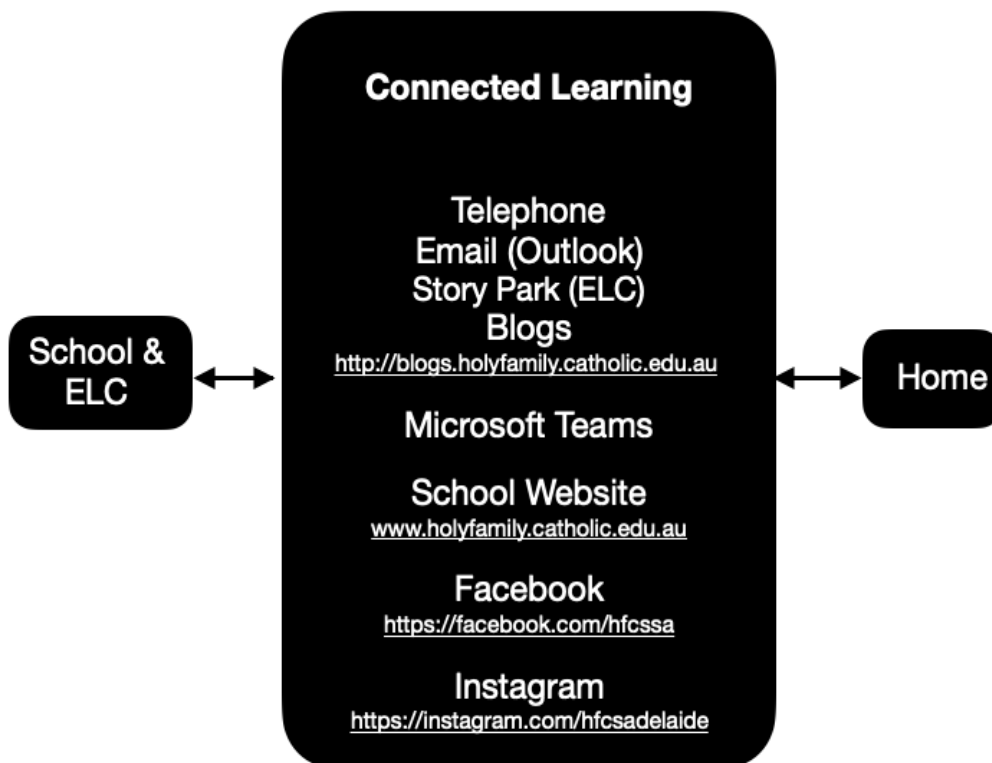 Connected Learning
Telephone
Email (Outlook)
Story Park (ELC)
Blogs
http://blogs.holyfamily.catholic.edu.au
School &
ELC
Home
Microsoft Teams
School Website
www.holyfamily.catholic.edu.au
Facebook
https://facebook.com/hfcssa
Instagram
https://instagram.com/hfcsadelaide